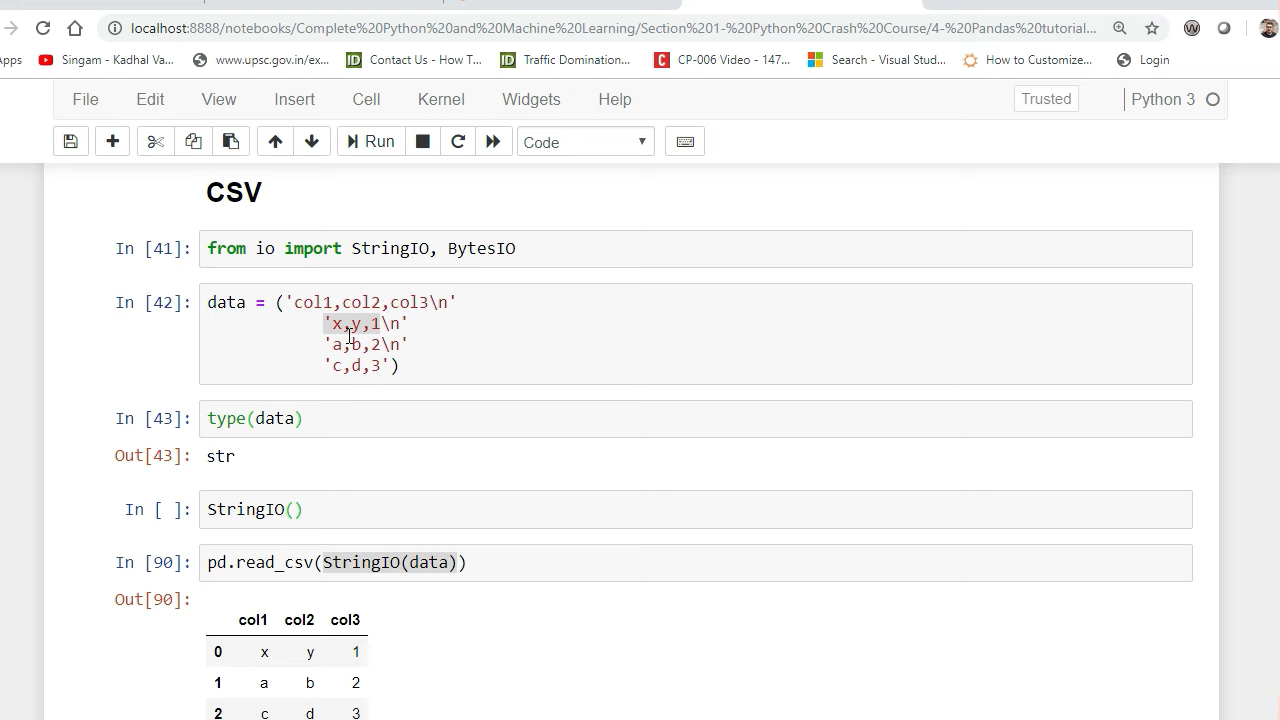 localhost:8888/notebooks/Complete%20Python%20and%20Machine%20Learning/Section%201-%20Python%20Crash%20Course/4-%20Pandas%20tutorial...
Apps Singam - Kadhal Va... www.upsc.gov.in/ex... Contact Us - How T... Traffic Domination... CP-006 Video - 147... Search - Visual Stud... How to Customize... Login
File Edit View Insert Cell Kernel Widgets Help Trusted Python 3
Run Code
CSV
In [41]: from io import StringIO, BytesIO
In [42]: data = ('col1,col2,col3\n'
'x,y,1\n'
'a,b,2\n'
'c,d,3')
In [43]: type(data)
Out[43]: str
In [ ]: StringIO()
In [90]: pd.read_csv(StringIO(data))
Out[90]:
col1 col2 col3
0 x y 1
1 a b 2
2 c d 3